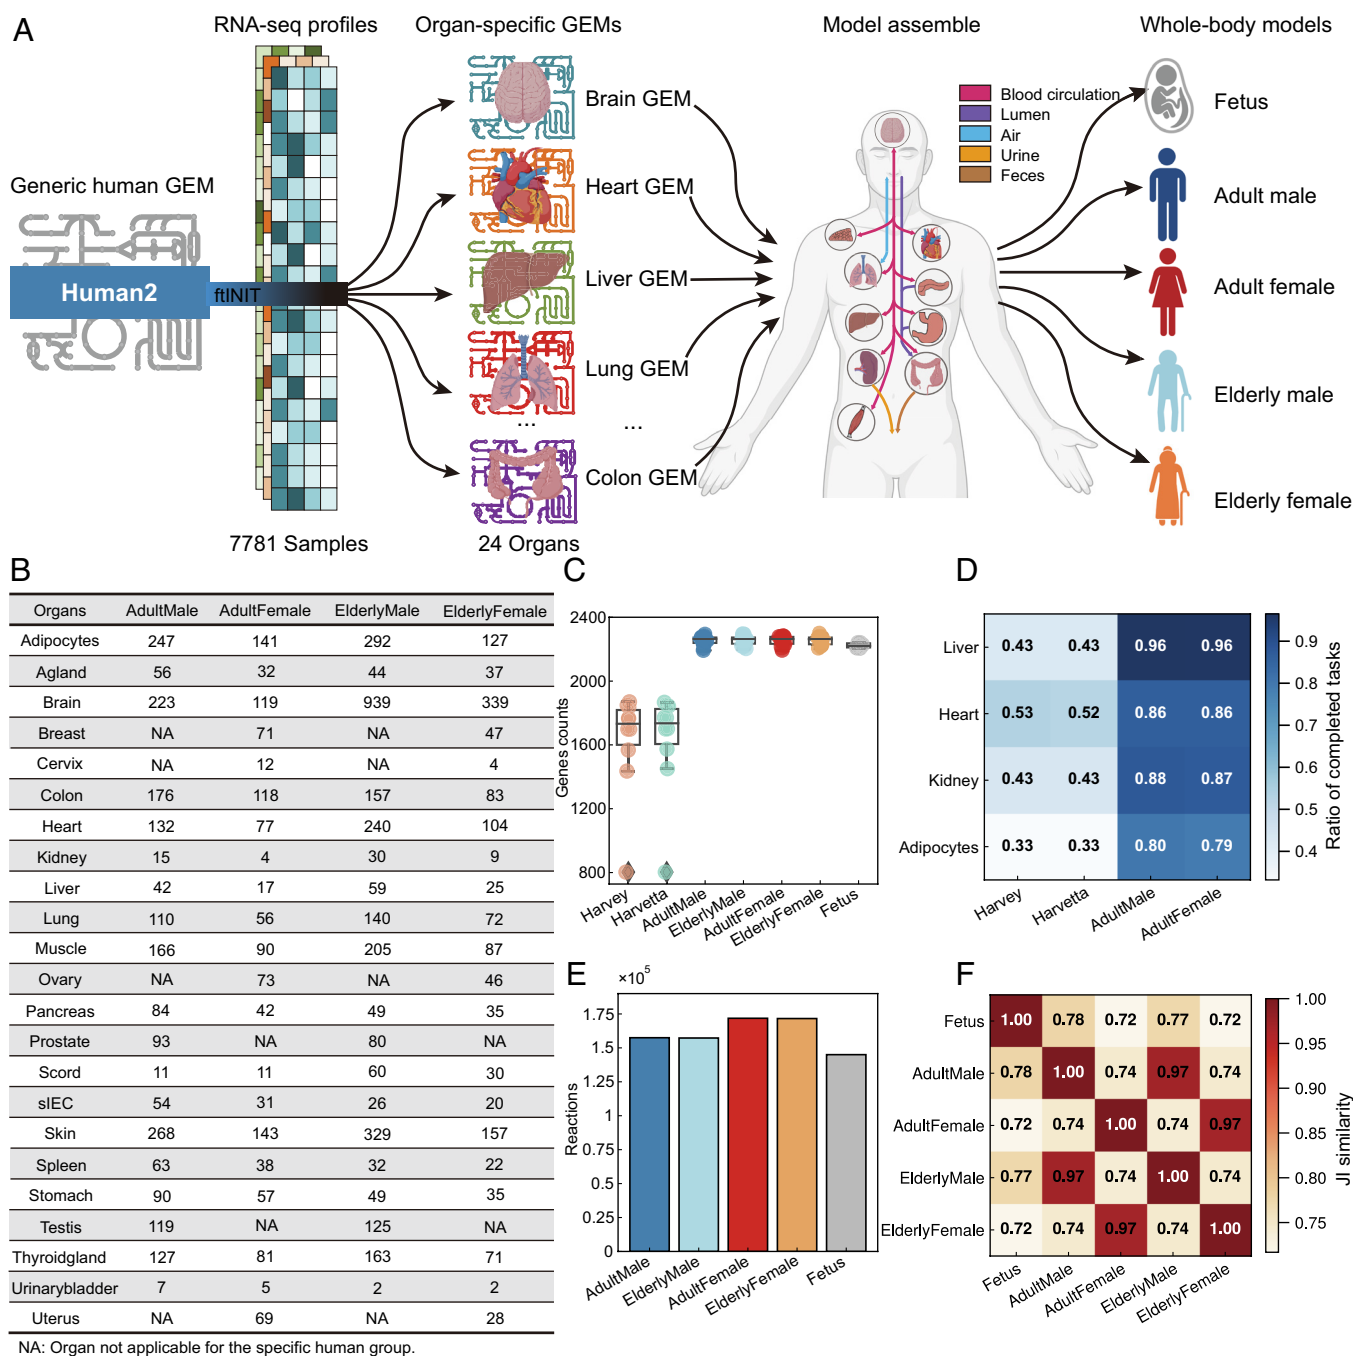 A
RNA-seq profiles
Organ-specific GEMs
Model assemble
Whole-body models
Generic human GEM
Human2
ftINIT
7781 Samples
Brain GEM
Heart GEM
Liver GEM
Lung GEM
...
...
Colon GEM
24 Organs
Blood circulation
Lumen
Air
Urine
Feces
Fetus
Adult male
Adult female
Elderly male
Elderly female
B
Organs AdultMale AdultFemale ElderlyMale ElderlyFemale
Adipocytes 247 141 292 127
Agland 56 32 44 37
Brain 223 119 939 339
Breast NA 71 NA 47
Cervix NA 12 NA 4
Colon 176 118 157 83
Heart 132 77 240 104
Kidney 15 4 30 9
Liver 42 17 59 25
Lung 110 56 140 72
Muscle 166 90 205 87
Ovary NA 73 NA 46
Pancreas 84 42 49 35
Prostate 93 NA 80 NA
Scord 11 11 60 30
sIEC 54 31 26 20
Skin 268 143 329 157
Spleen 63 38 32 22
Stomach 90 57 49 35
Testis 119 NA 125 NA
Thyroidgland 127 81 163 71
Urinarybladder 7 5 2 2
Uterus NA 69 NA 28
NA: Organ not applicable for the specific human group.
C
Genes counts
2400
2000
1600
1200
800
Harvey
Harvetta
AdultMale
ElderlyMale
AdultFemale
ElderlyFemale
Fetus
D
Liver 0.43 0.43 0.96 0.96
Heart 0.53 0.52 0.86 0.86
Kidney 0.43 0.43 0.88 0.87
Adipocytes 0.33 0.33 0.80 0.79
Harvey
Harvetta
AdultMale
AdultFemale
0.9
0.8
0.7
0.6
0.5
0.4
Ratio of completed tasks
E
×10⁵
Reactions
1.75
1.5
1.25
1
0.75
0.5
0.25
0
AdultMale
ElderlyMale
AdultFemale
ElderlyFemale
Fetus
F
Fetus 1.00 0.78 0.72 0.77 0.72
AdultMale 0.78 1.00 0.74 0.97 0.74
AdultFemale 0.72 0.74 1.00 0.74 0.97
ElderlyMale 0.77 0.97 0.74 1.00 0.74
ElderlyFemale 0.72 0.74 0.97 0.74 1.00
Fetus
AdultMale
AdultFemale
ElderlyMale
ElderlyFemale
1.00
0.95
0.90
0.85
0.80
0.75
JI similarity